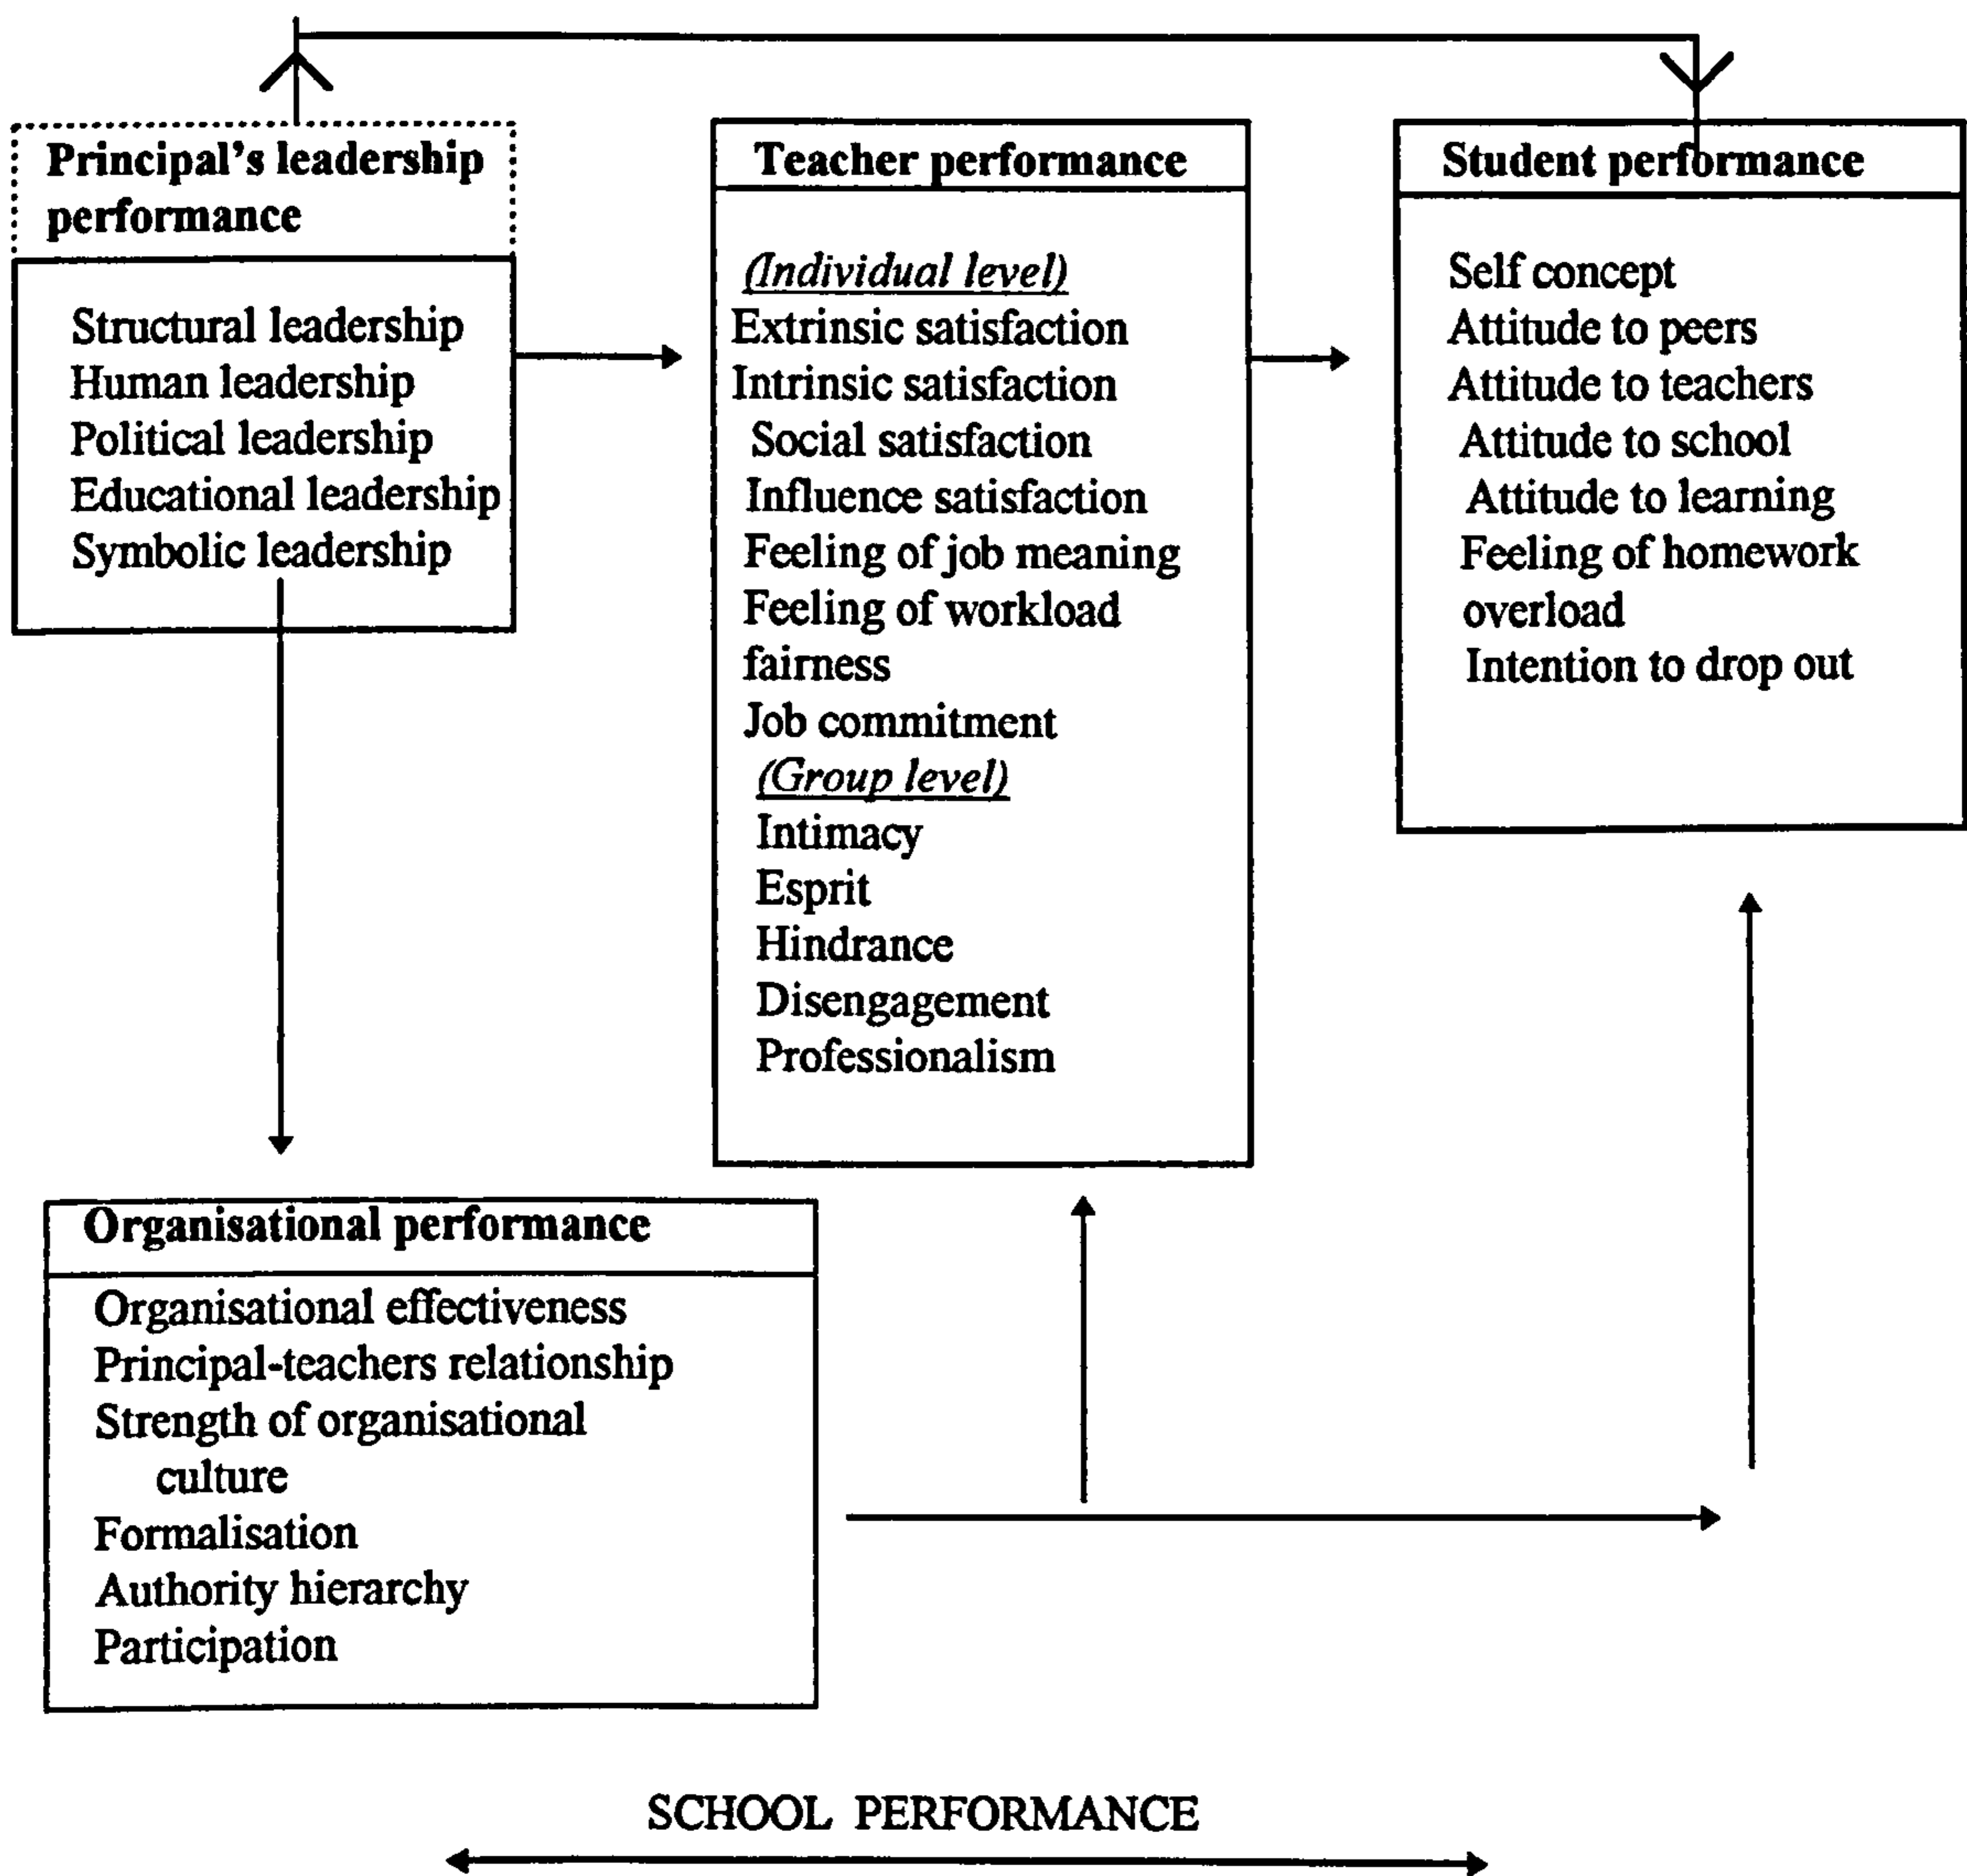 Principal's leadership
performance
Structural leadership
Human leadership
Political leadership
Educational leadership
Symbolic leadership
Teacher performance
(Individual level)
Extrinsic satisfaction
Intrinsic satisfaction
Social satisfaction
Influence satisfaction
Feeling of job meaning
Feeling of workload
fairness
Job commitment
(Group level)
Intimacy
Esprit
Hindrance
Disengagement
Professionalism
Student performance
Self concept
Attitude to peers
Attitude to teachers
Attitude to school
Attitude to learning
Feeling of homework
overload
Intention to drop out
Organisational performance
Organisational effectiveness
Principal-teachers relationship
Strength of organisational
culture
Formalisation
Authority hierarchy
Participation
SCHOOL PERFORMANCE